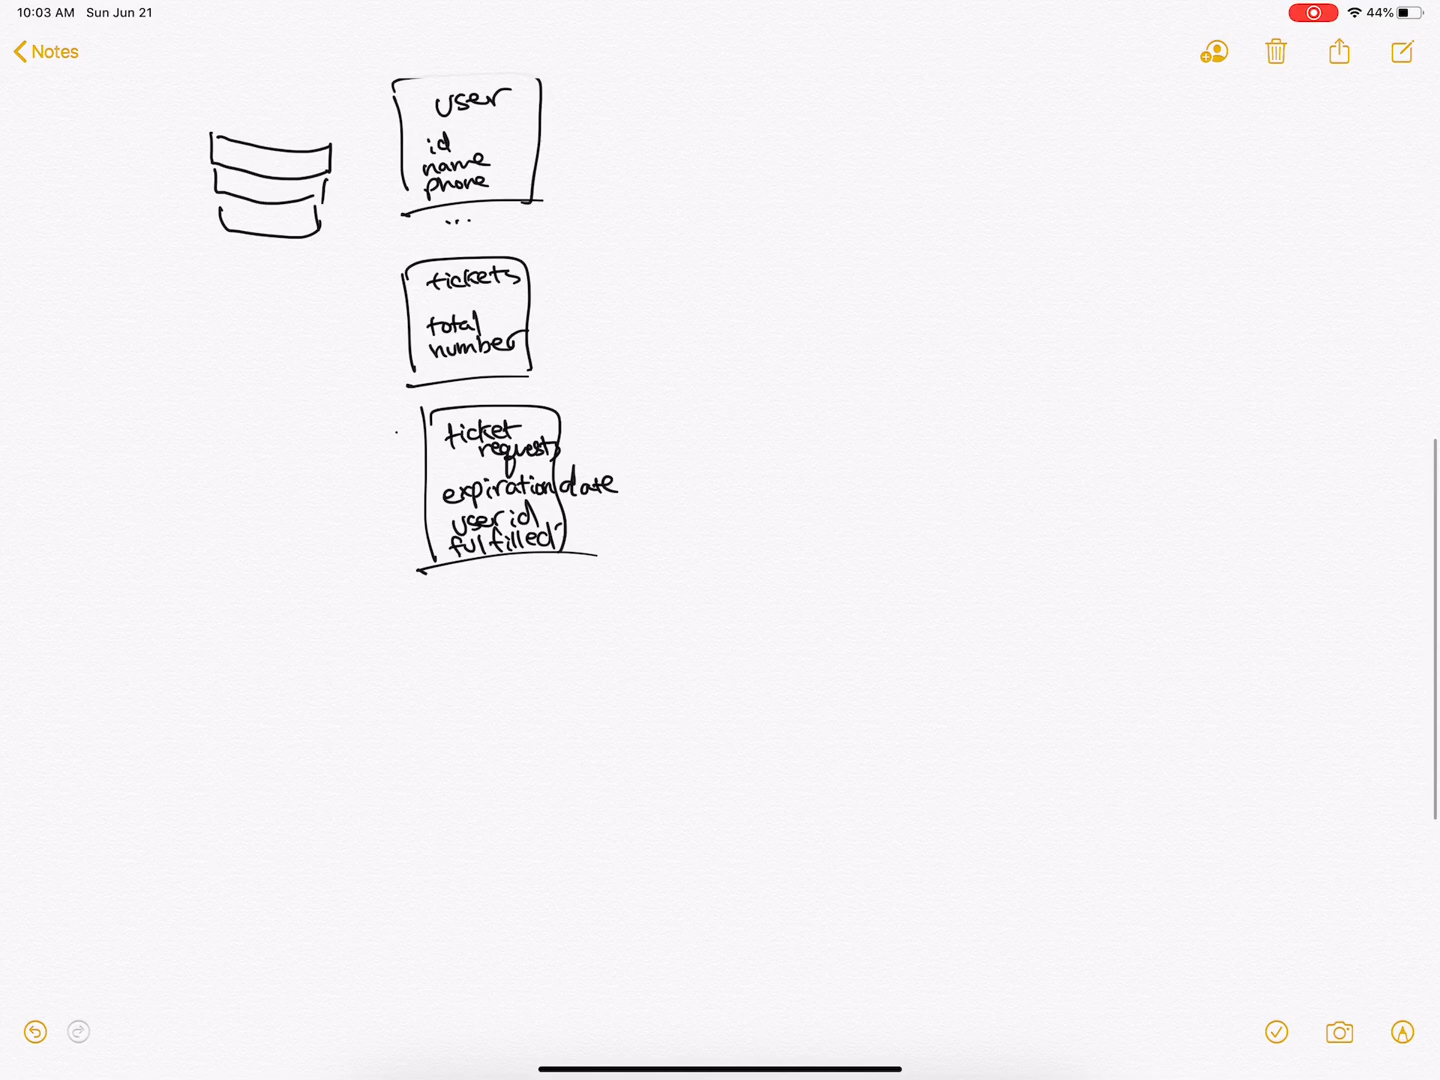 10:03 AM Sun Jun 21
44%
Notes
user
id
name
phone
...
tickets
total
number
ticket
requests
expiration date
user id
fulfilled